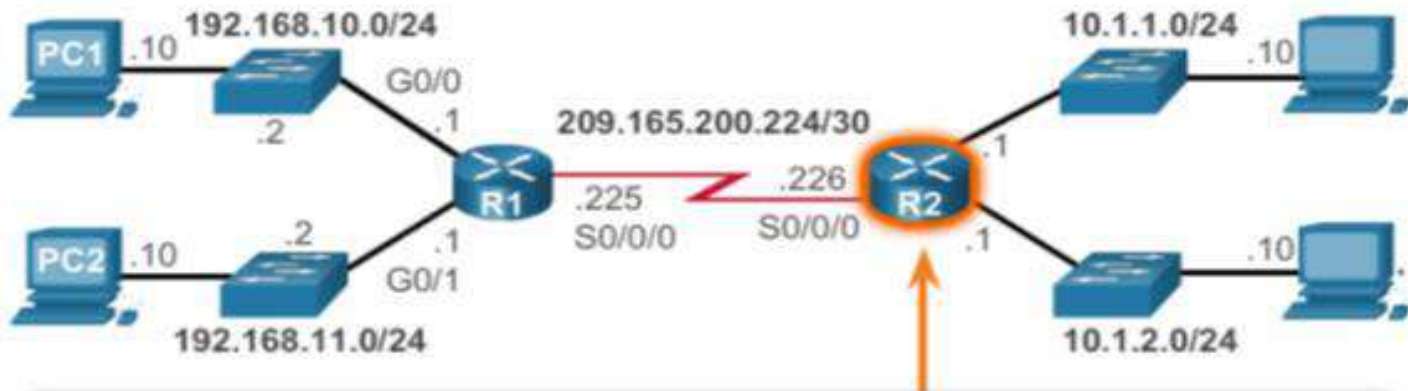 192.168.10.0/24
10.1.1.0/24
PC1
.10
G0/0
.10
.2
.1
209.165.200.224/30
.1
R1
.225
.226
R2
S0/0/0
S0/0/0
PC2
.10
.2
.1
G0/1
.1
.10
192.168.11.0/24
10.1.2.0/24